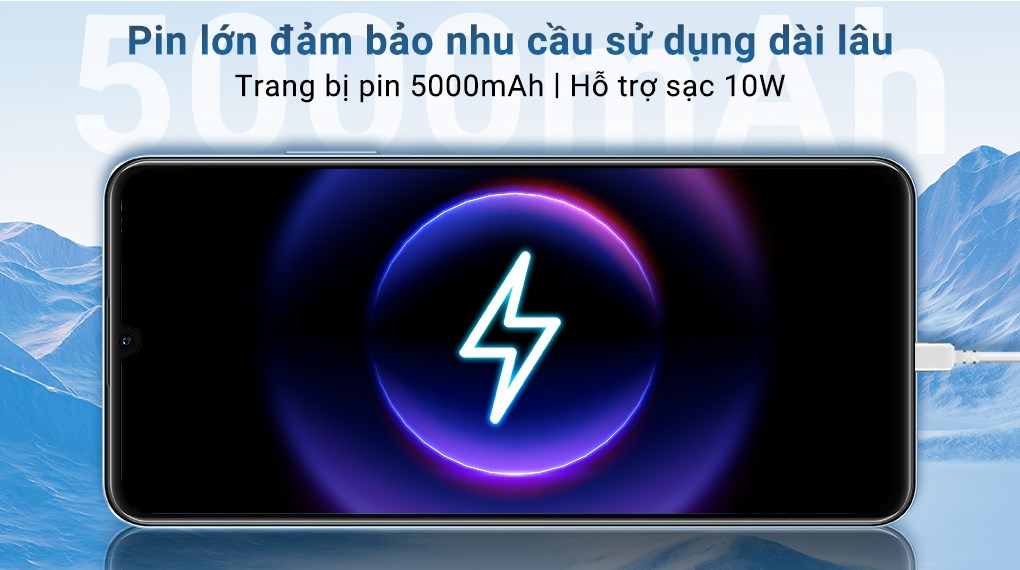 Pin lớn đảm bảo nhu cầu sử dụng dài lâu
Trang bị pin 5000mAh | Hỗ trợ sạc 10W
5000mAh